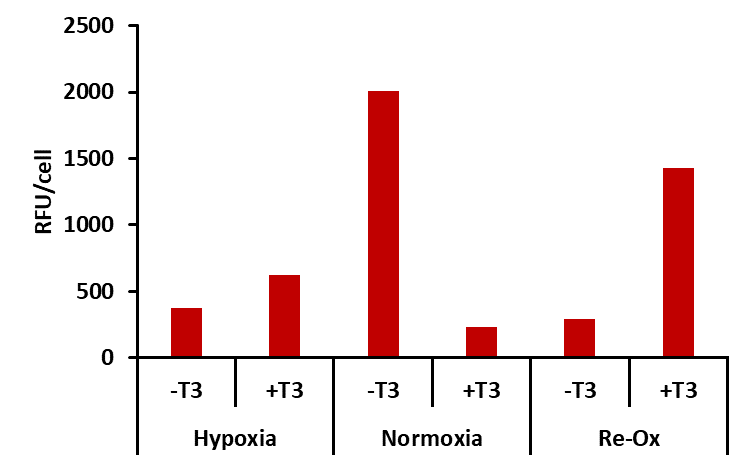 2500
2000
1500
1000
500
0
RFU/cell
-T3 +T3 -T3 +T3 -T3 +T3
Hypoxia Normoxia Re-Ox